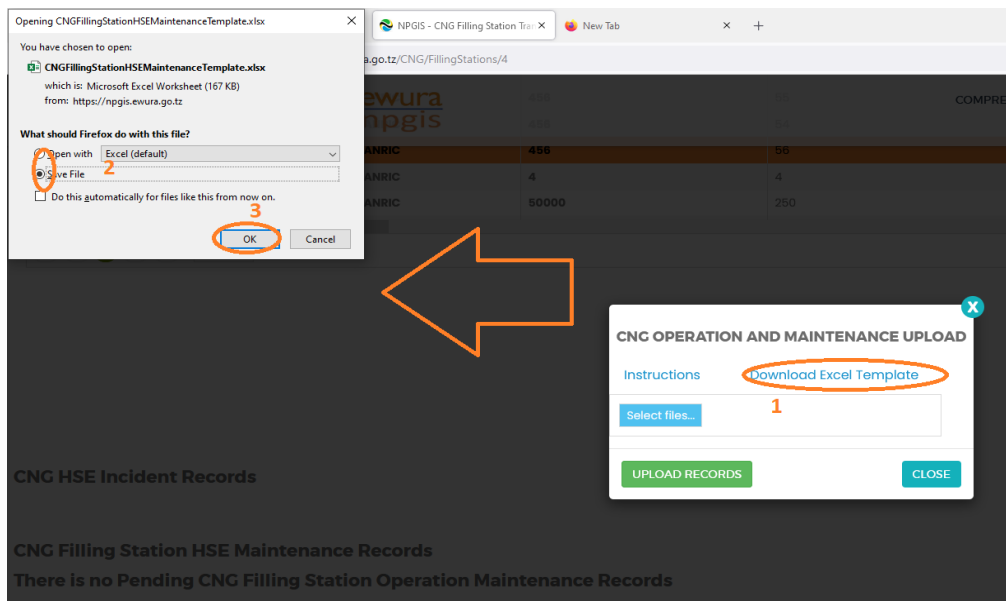 Opening CNGFillingStationHSEMaintenanceTemplate.xlsx
You have chosen to open:
CNGFillingStationHSEMaintenanceTemplate.xlsx
which is: Microsoft Excel Worksheet (167 KB)
from: https://npgis.ewura.go.tz
What should Firefox do with this file?
Open with Excel (default)
Save File
2
Do this automatically for files like this from now on.
3
OK Cancel
NPGIS - CNG Filling Station Tra
New Tab
a.go.tz/CNG/FillingStations/4
ewura
npgis
COMPRE
ANRIC 456 56
ANRIC 4 4
ANRIC 50000 250
CNG OPERATION AND MAINTENANCE UPLOAD
X
Instructions Download Excel Template
1
Select files...
UPLOAD RECORDS CLOSE
CNG HSE Incident Records
CNG Filling Station HSE Maintenance Records
There is no Pending CNG Filling Station Operation Maintenance Records